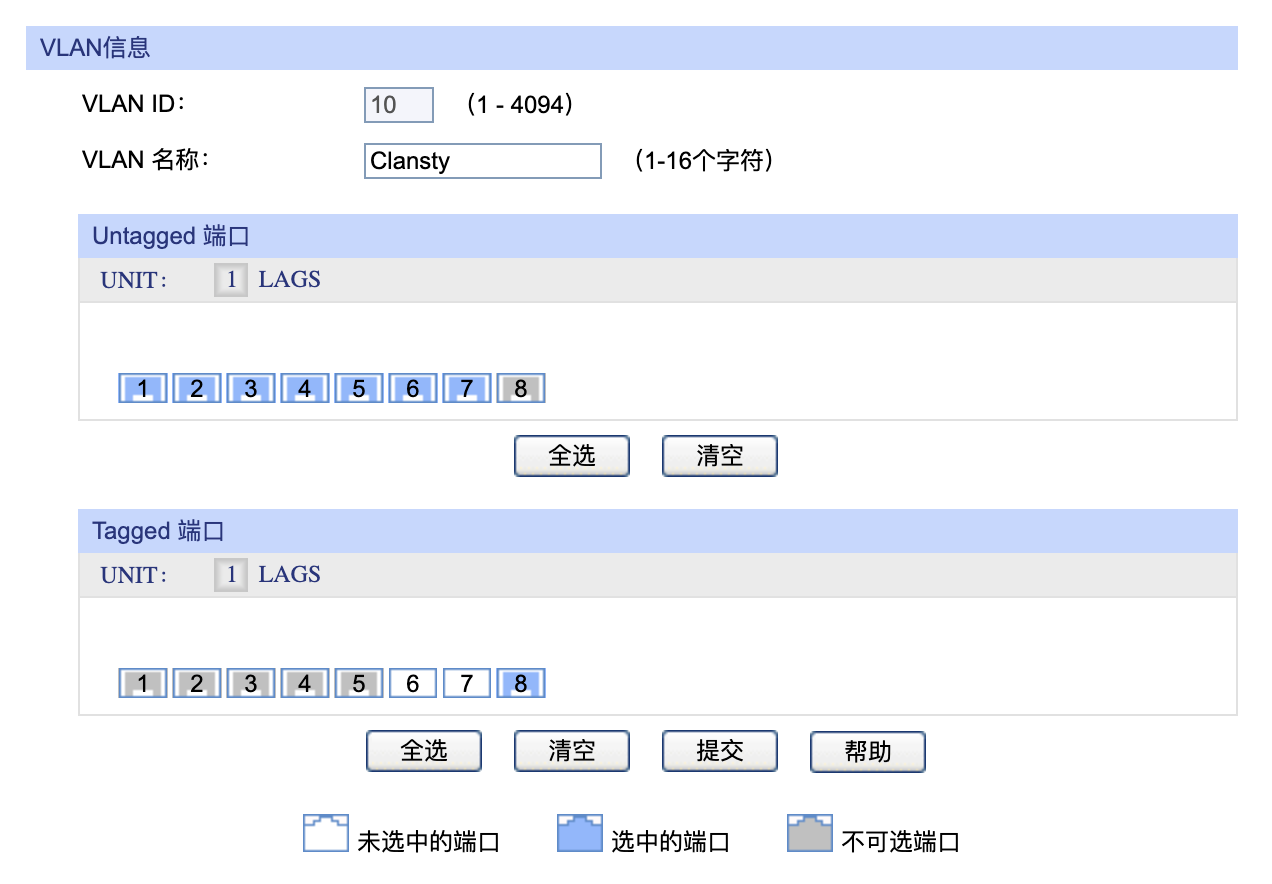 VLAN信息
VLAN ID： 10 （1 - 4094）
VLAN 名称： Clansty （1-16个字符）
Untagged 端口
UNIT： 1 LAGS
1 2 3 4 5 6 7 8
全选 清空
Tagged 端口
UNIT： 1 LAGS
1 2 3 4 5 6 7 8
全选 清空 提交 帮助
未选中的端口 选中的端口 不可选端口